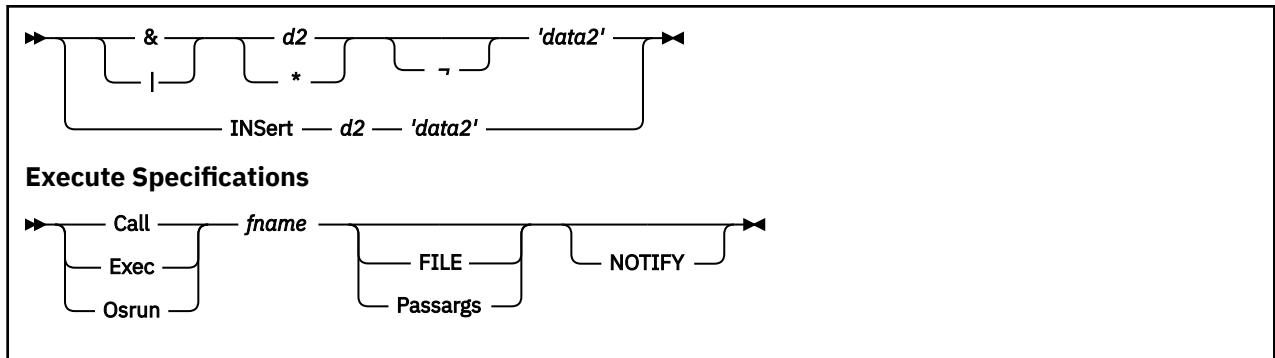 & d2 'data2'
| * ¬
INSert d2 'data2'
Execute Specifications
Call fname
Exec FILE NOTIFY
Osrun Passargs